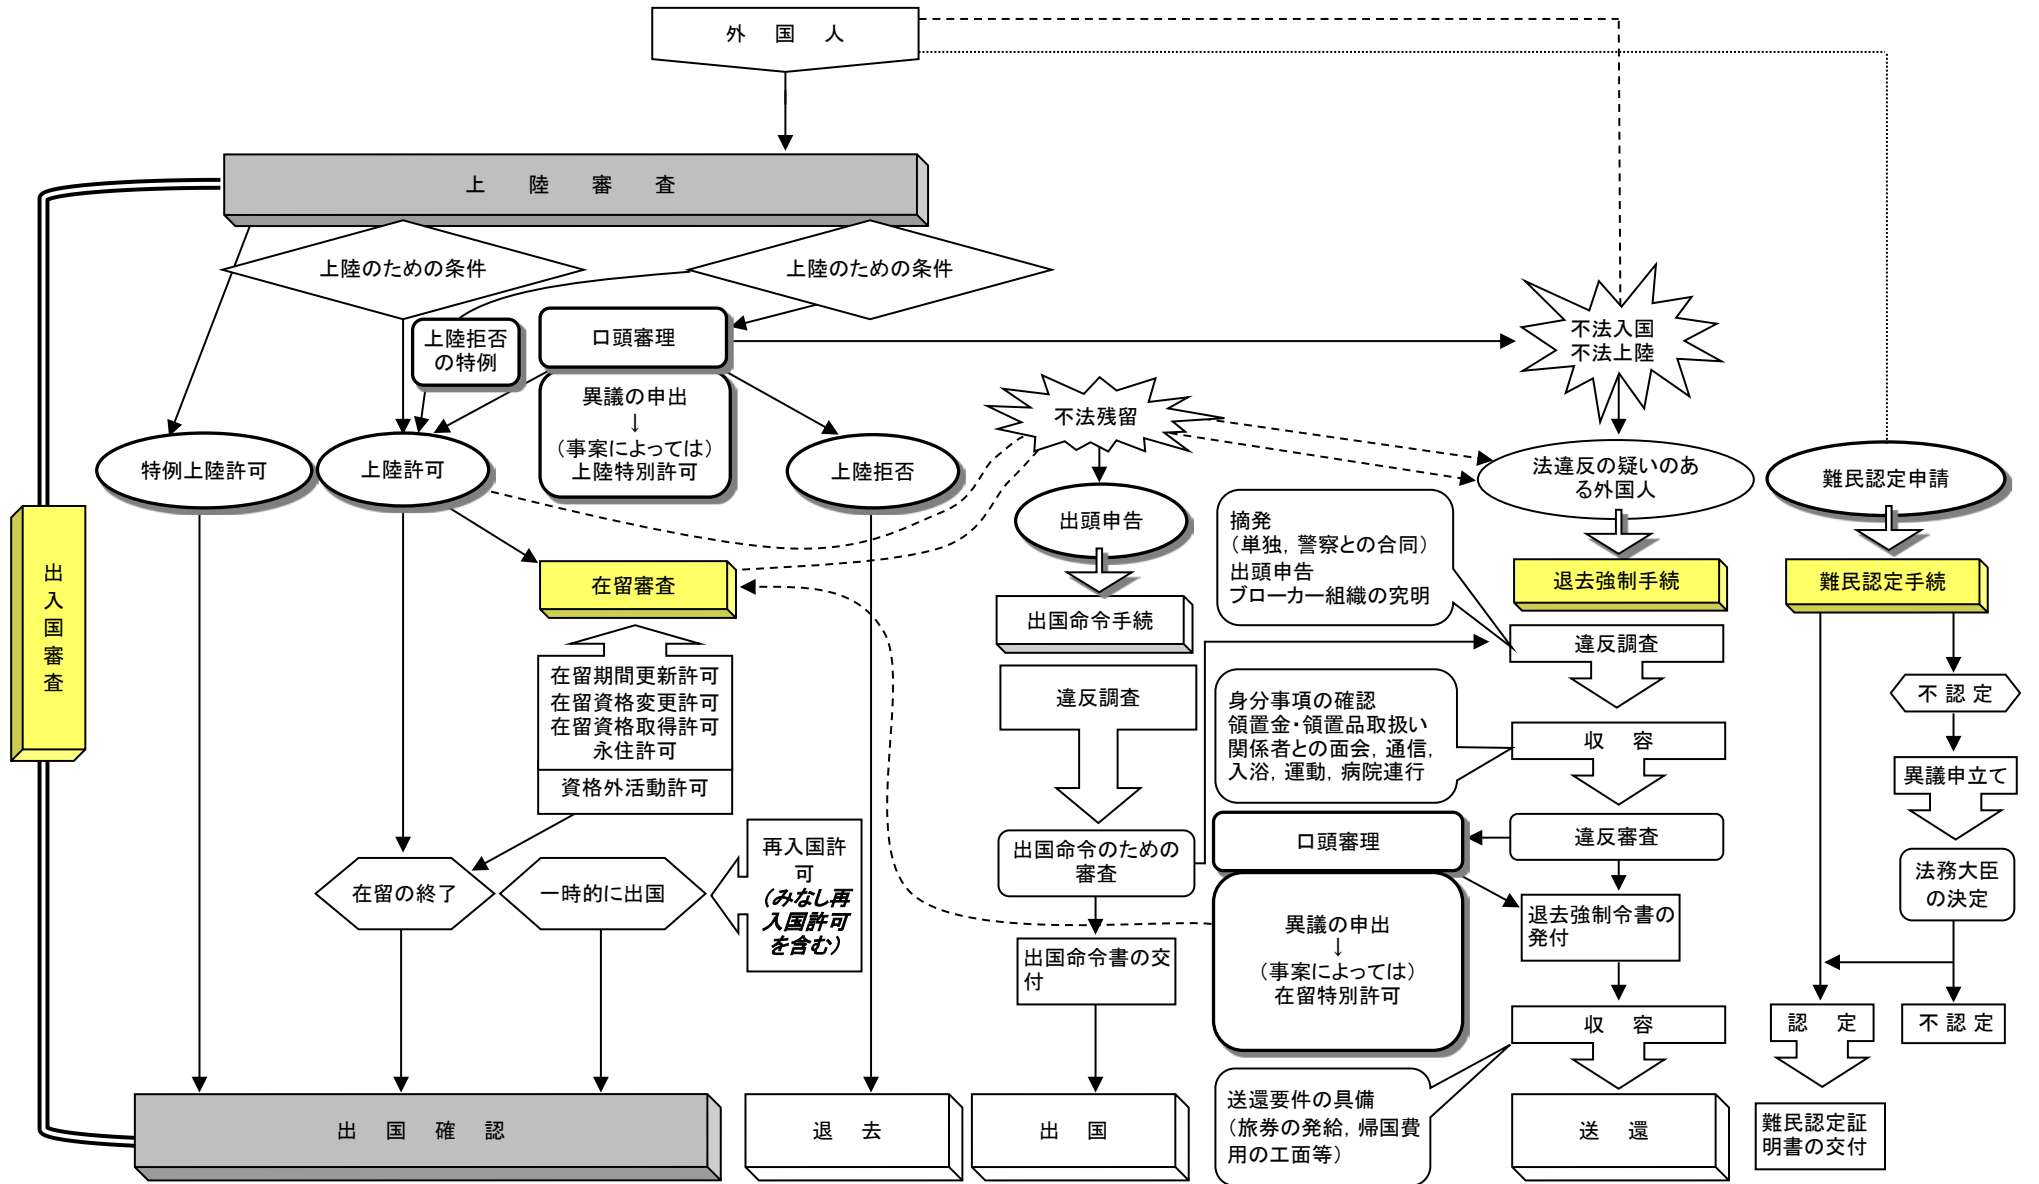 外 国 人
上 陸 審 査
上陸のための条件
上陸のための条件
上陸拒否
の特例
口頭審理
異議の申出
↓
（事案によっては）
上陸特別許可
不法入国
不法上陸
不法残留
特例上陸許可
上陸許可
上陸拒否
出頭申告
法違反の疑いのあ
る外国人
難民認定申請
出入国審査
在留審査
在留期間更新許可
在留資格変更許可
在留資格取得許可
永住許可
資格外活動許可
在留の終了
一時的に出国
再入国許
可
（みなし再
入国許可
を含む）
出国命令手続
違反調査
出国命令のための
審査
出国命令書の交
付
摘発
（単独，警察との合同）
出頭申告
ブローカー組織の究明
身分事項の確認
領置金・領置品取扱い
関係者との面会，通信，
入浴，運動，病院連行
口頭審理
異議の申出
↓
（事案によっては）
在留特別許可
送還要件の具備
（旅券の発給，帰国費
用の工面等）
退去強制手続
違反調査
収 容
違反審査
退去強制令書の
発付
収 容
難民認定手続
不 認 定
異議申立て
法務大臣
の決定
認 定
不 認 定
難民認定証
明書の交付
出 国 確 認
退 去
出 国
送 還